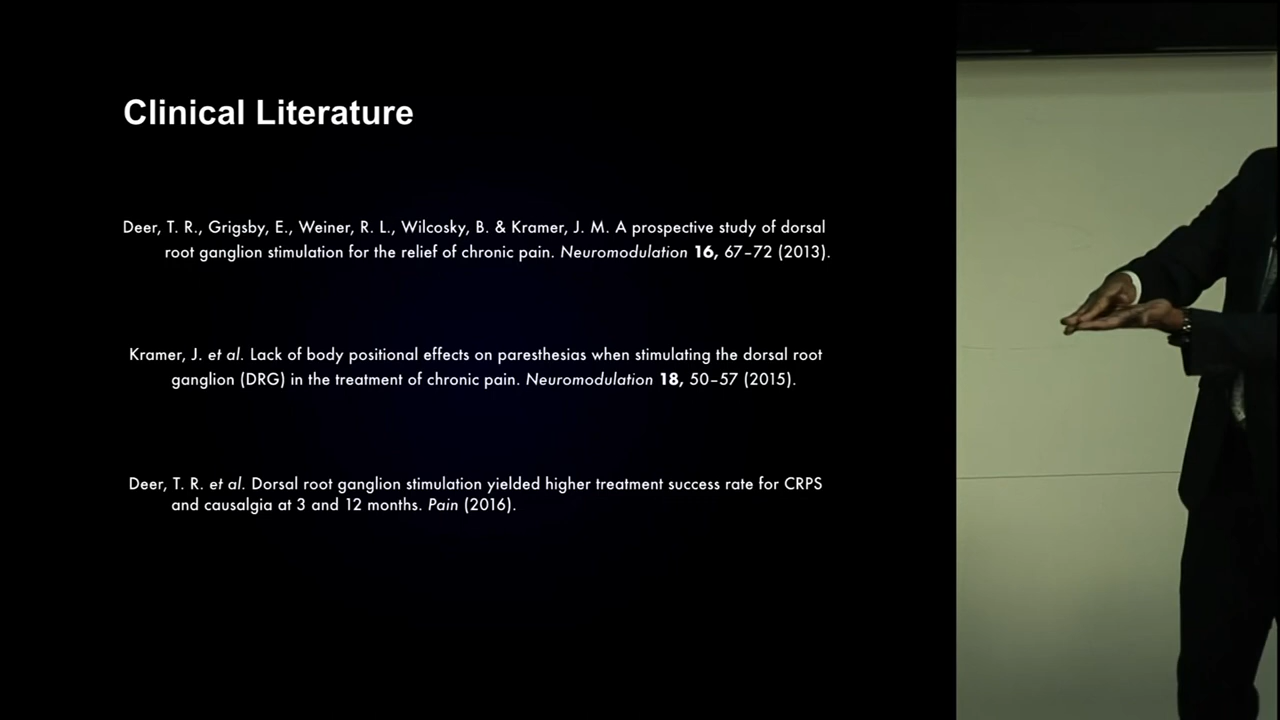 Clinical Literature
Deer, T. R., Grigsby, E., Weiner, R. L., Wilcosky, B. & Kramer, J. M. A prospective study of dorsal
root ganglion stimulation for the relief of chronic pain. Neuromodulation 16, 67–72 (2013).
Kramer, J. et al. Lack of body positional effects on paresthesias when stimulating the dorsal root
ganglion (DRG) in the treatment of chronic pain. Neuromodulation 18, 50–57 (2015).
Deer, T. R. et al. Dorsal root ganglion stimulation yielded higher treatment success rate for CRPS
and causalgia at 3 and 12 months. Pain (2016).